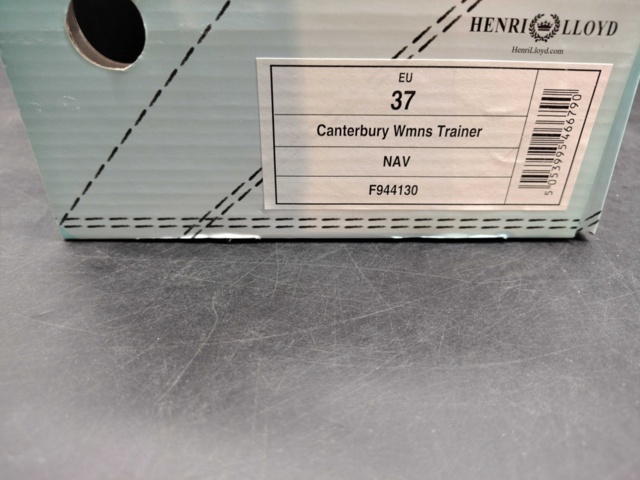 HENRI LLOYD
HenriLloyd.com
EU
37
Canterbury Wmns Trainer
NAV
F944130
5 053995 466790